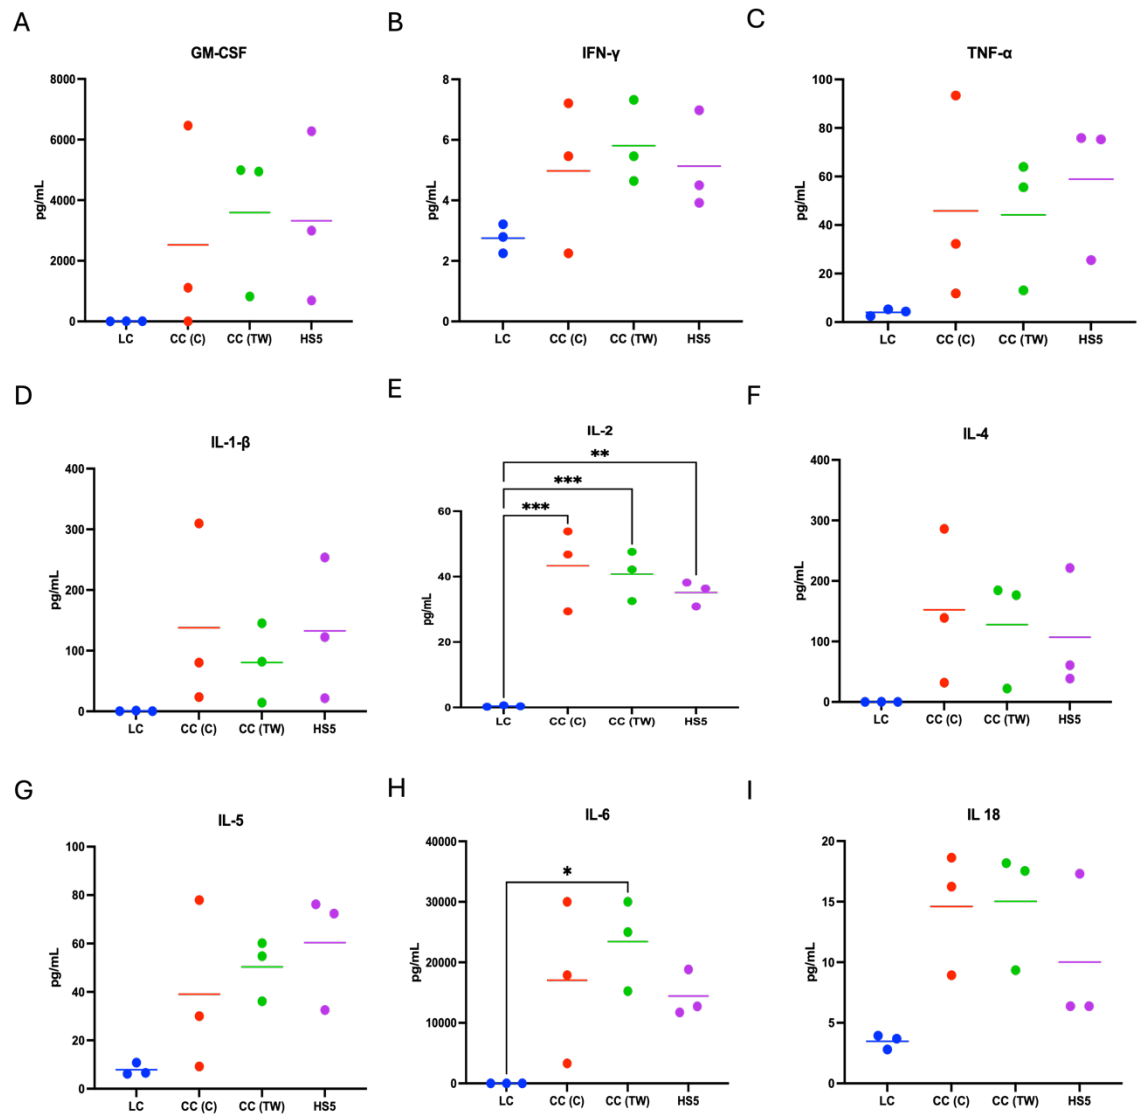 A
GM-CSF
pg/mL
8000
6000
4000
2000
0
LC CC (C) CC (TW) HS5
B
IFN-γ
pg/mL
8
6
4
2
0
LC CC (C) CC (TW) HS5
C
TNF-α
pg/mL
100
80
60
40
20
0
LC CC (C) CC (TW) HS5
D
IL-1-β
pg/mL
400
300
200
100
0
LC CC (C) CC (TW) HS5
E
IL-2
**
***
***
pg/mL
60
40
20
0
LC CC (C) CC (TW) HS5
F
IL-4
pg/mL
400
300
200
100
0
LC CC (C) CC (TW) HS5
G
IL-5
pg/mL
100
80
60
40
20
0
LC CC (C) CC (TW) HS5
H
IL-6
*
pg/mL
40000
30000
20000
10000
0
LC CC (C) CC (TW) HS5
I
IL 18
pg/mL
20
15
10
5
0
LC CC (C) CC (TW) HS5